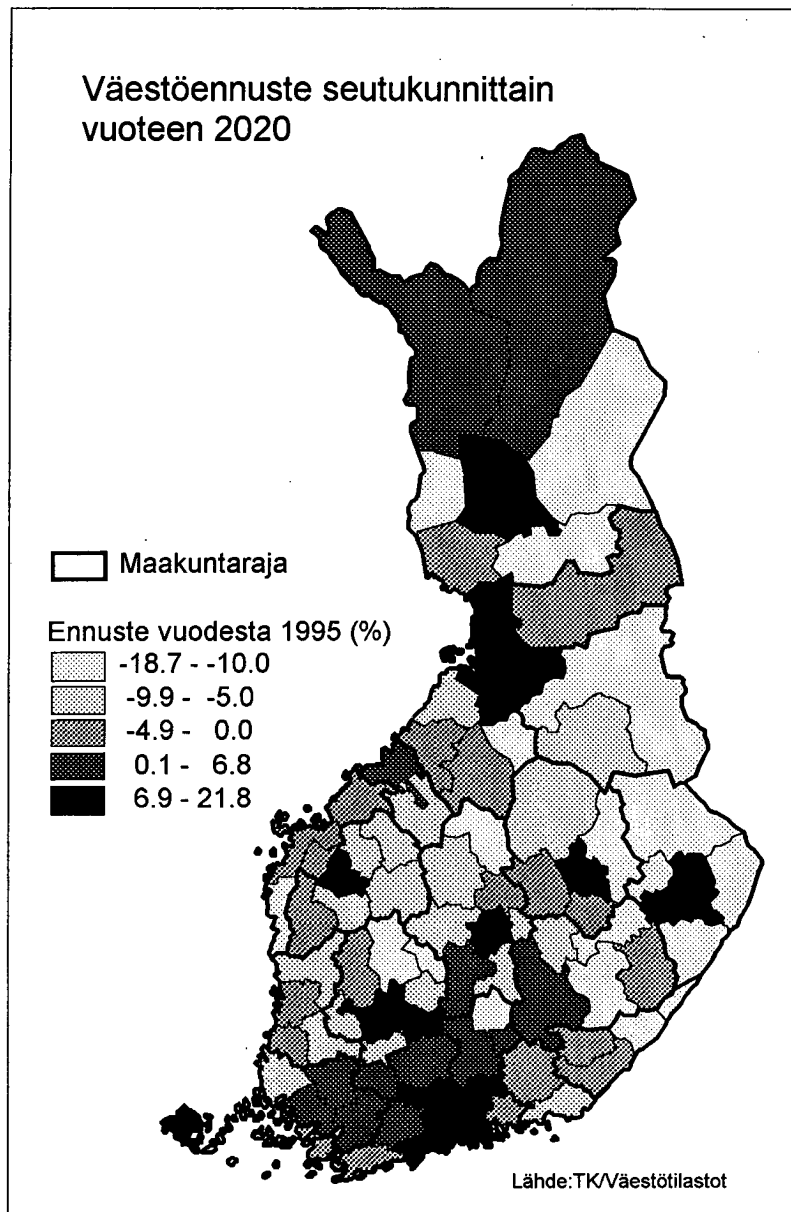 Väestöennuste seutukunnittain
vuoteen 2020
Maakuntaraja
Ennuste vuodesta 1995 (%)
-18.7 - -10.0
-9.9 - -5.0
-4.9 - 0.0
0.1 - 6.8
6.9 - 21.8
Lähde:TK/Väestötilastot